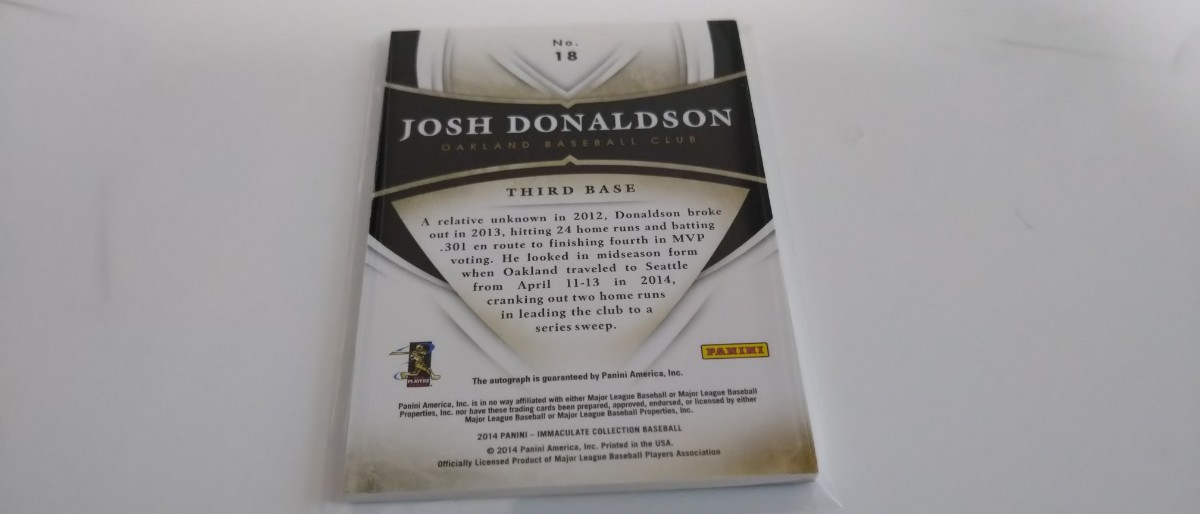 No.
18
JOSH DONALDSON
OAKLAND BASEBALL CLUB
THIRD BASE
A relative unknown in 2012, Donaldson broke
out in 2013, hitting 24 home runs and batting
.301 en route to finishing fourth in MVP
voting. He looked in midseason form
when Oakland traveled to Seattle
from April 11-13 in 2014,
cranking out two home runs
in leading the club to a
series sweep.
PLAYERS
PANINI
The autograph is guaranteed by Panini America, Inc.
Panini America, Inc. is in no way affiliated with either Major League Baseball or Major League Baseball
Properties, Inc. nor have these trading cards been prepared, approved, endorsed, or licensed by either
Major League Baseball or Major League Baseball Properties, Inc.
2014 PANINI – IMMACULATE COLLECTION BASEBALL
© 2014 Panini America, Inc. Printed in the USA.
Officially Licensed Product of Major League Baseball Players Association